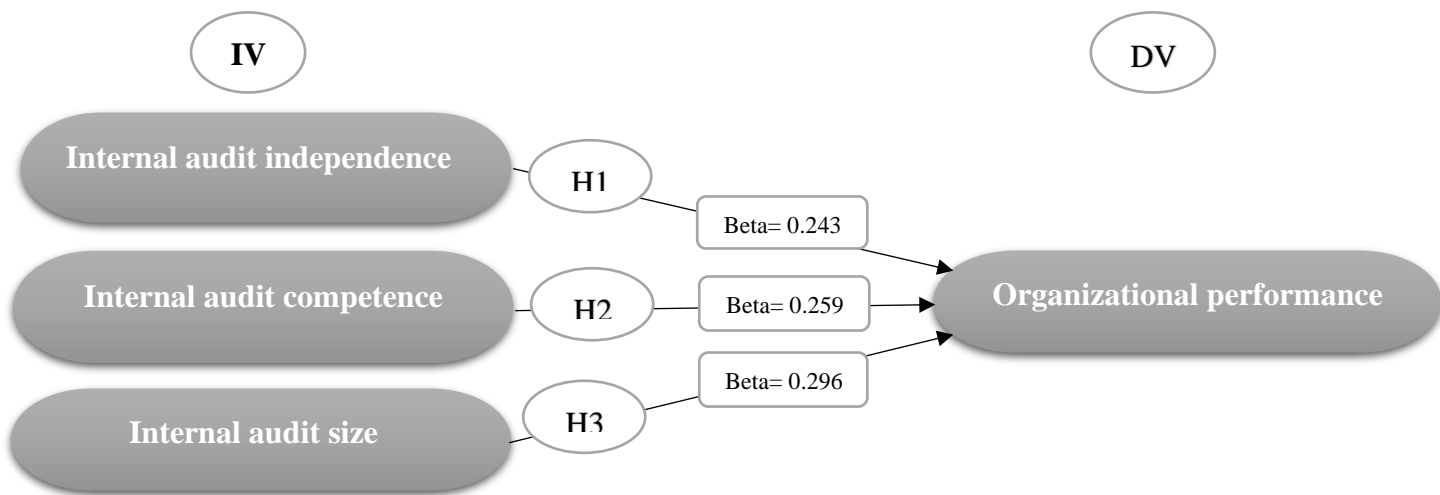 IV
DV
Internal audit independence
H1
Beta= 0.243
Internal audit competence
H2
Beta= 0.259
Organizational performance
Internal audit size
H3
Beta= 0.296